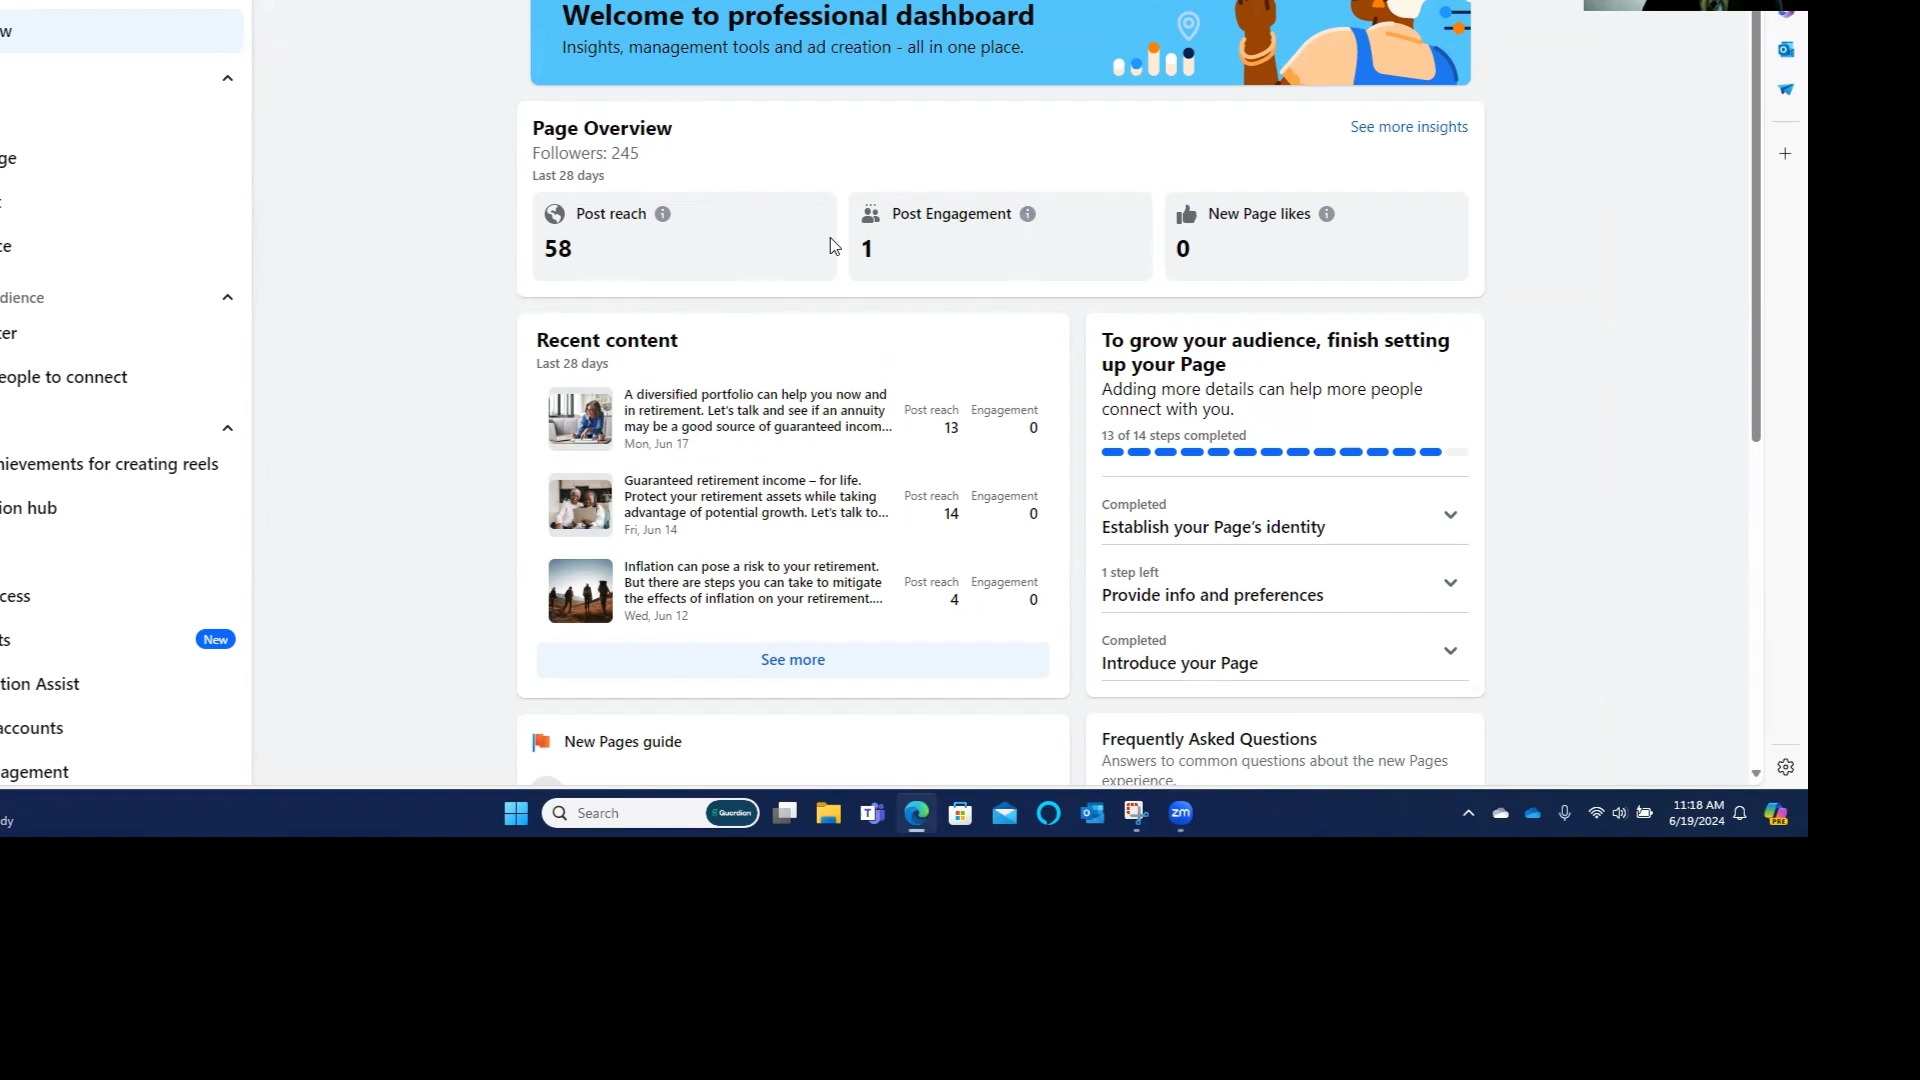 Welcome to professional dashboard
Insights, management tools and ad creation - all in one place.
w
ge
ce
dience
ter
eople to connect
hievements for creating reels
ion hub
cess
ts
New
tion Assist
accounts
agement
Page Overview
See more insights
Followers: 245
Last 28 days
Post reach
58
Post Engagement
1
New Page likes
0
Recent content
Last 28 days
A diversified portfolio can help you now and
in retirement. Let's talk and see if an annuity
may be a good source of guaranteed incom...
Mon, Jun 17
Post reach Engagement
13 0
Guaranteed retirement income – for life.
Protect your retirement assets while taking
advantage of potential growth. Let's talk to...
Fri, Jun 14
Post reach Engagement
14 0
Inflation can pose a risk to your retirement.
But there are steps you can take to mitigate
the effects of inflation on your retirement....
Wed, Jun 12
Post reach Engagement
4 0
See more
To grow your audience, finish setting
up your Page
Adding more details can help more people
connect with you.
13 of 14 steps completed
Completed
Establish your Page's identity
1 step left
Provide info and preferences
Completed
Introduce your Page
New Pages guide
Frequently Asked Questions
Answers to common questions about the new Pages
experience.
dy
Search
Guardian
zm
11:18 AM
6/19/2024
PRE